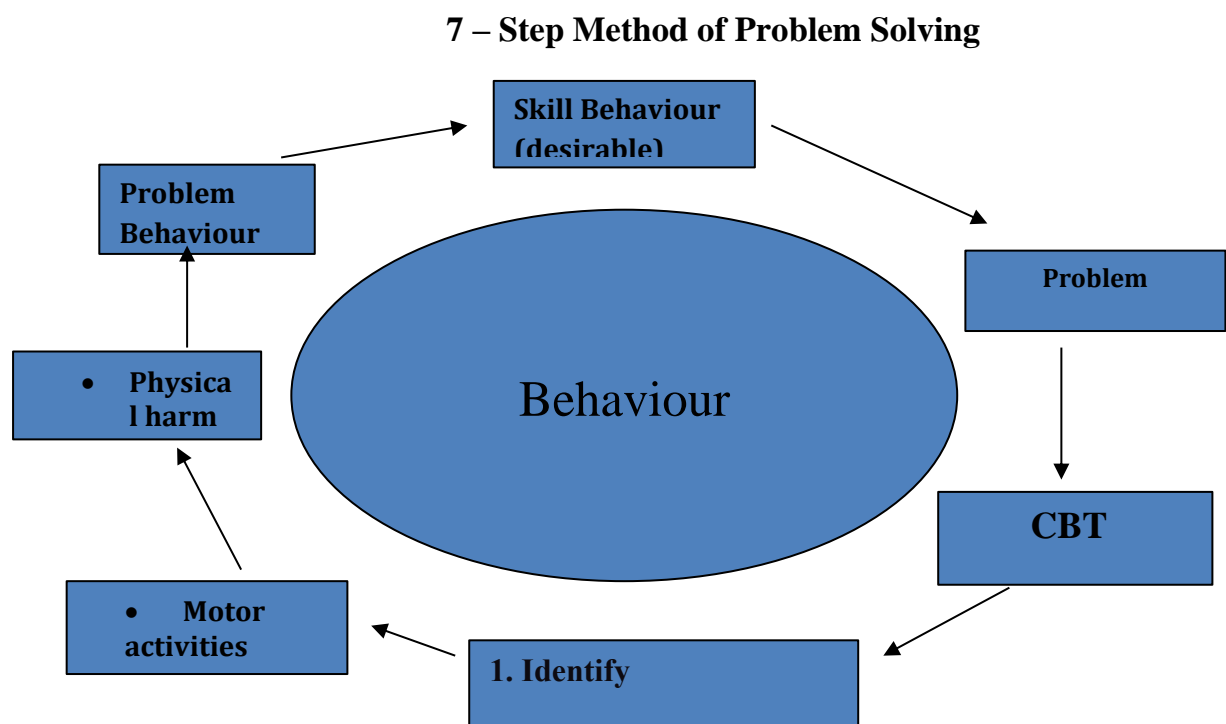 7 – Step Method of Problem Solving
Skill Behaviour
(desirable)
Problem
Behaviour
Problem
• Physica
l harm
Behaviour
CBT
• Motor
activities
1. Identify